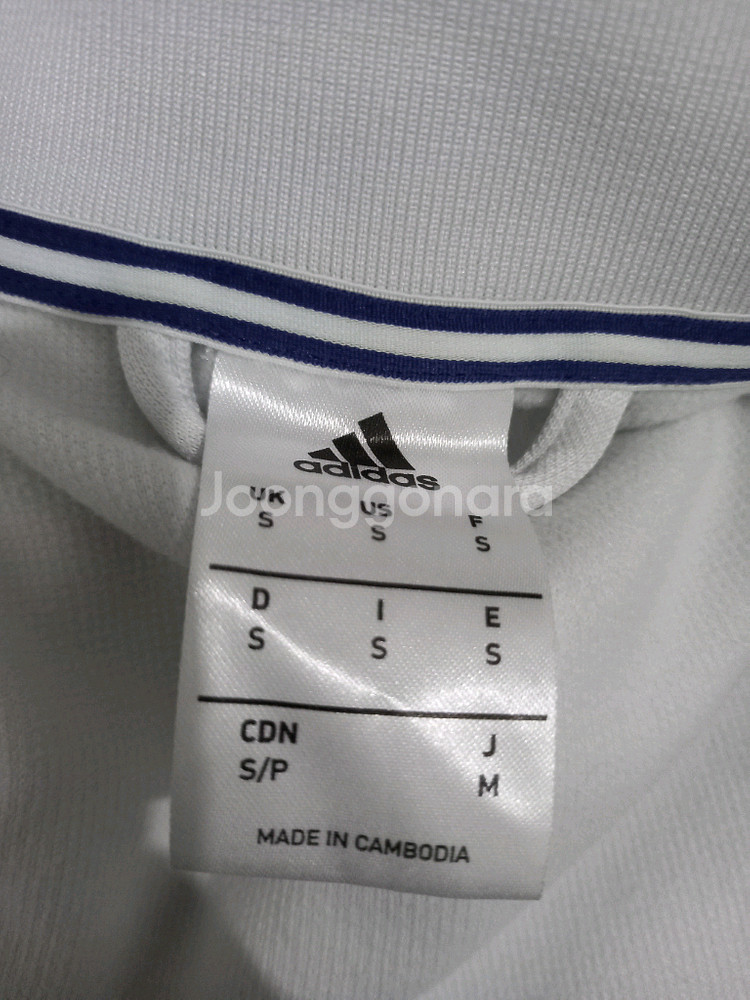 adidas
Joonggonara
UK US F
S S S
D I E
S S S
CDN J
S/P M
MADE IN CAMBODIA